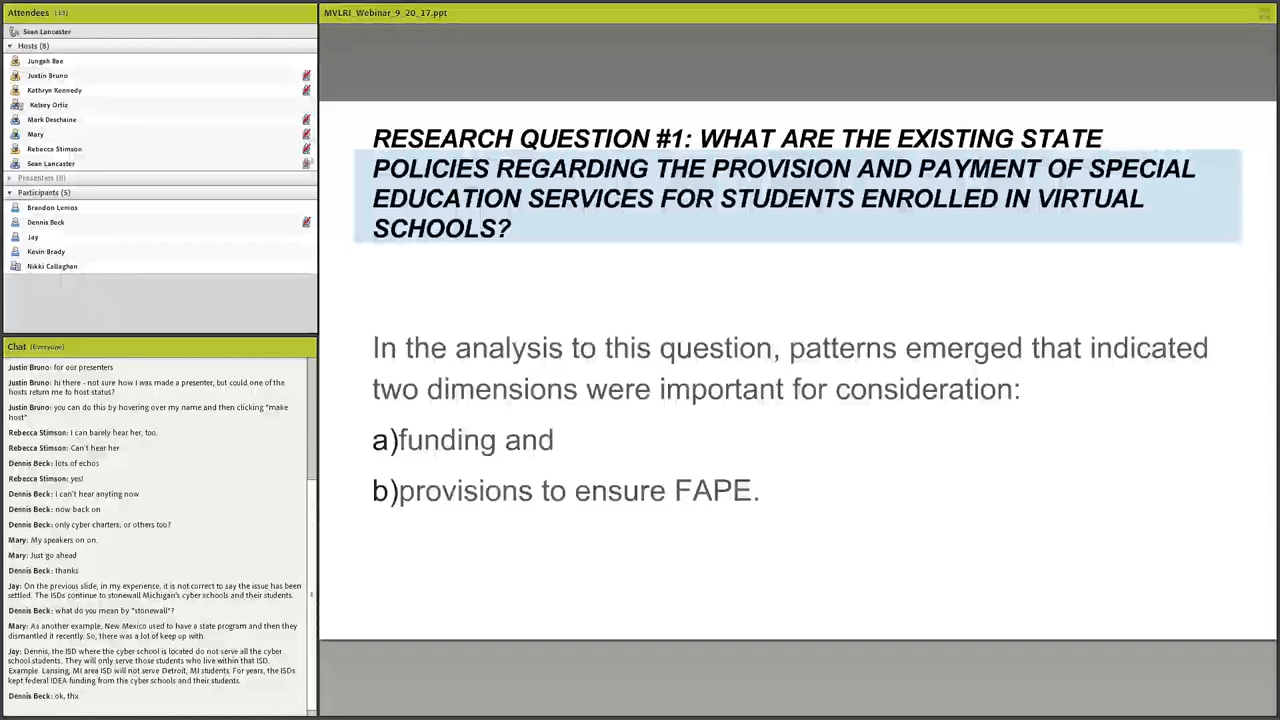 Attendees (13)
Sean Lancaster
Hosts (8)
Jungah Bae
Justin Bruno
Kathryn Kennedy
Kelsey Ortiz
Mark Deschaine
Mary
Rebecca Stimson
Sean Lancaster
Presenters (0)
Participants (5)
Brandon Lemos
Dennis Beck
Jay
Kevin Brady
Nikki Callaghan
Chat (Everyone)
Justin Bruno: for our presenters
Justin Bruno: hi there - not sure how I was made a presenter, but could one of the
hosts return me to host status?
Justin Bruno: you can do this by hovering over my name and then clicking "make
host"
Rebecca Stimson: I can barely hear her, too.
Rebecca Stimson: Can't hear her
Dennis Beck: lots of echos
Rebecca Stimson: yes!
Dennis Beck: I can't hear anyting now
Dennis Beck: now back on
Dennis Beck: only cyber charters, or others too?
Mary: My speakers on on.
Mary: Just go ahead
Dennis Beck: thanks
Jay: On the previous slide, in my experience, it is not correct to say the issue has been
settled. The ISDs continue to stonewall Michigan's cyber schools and their students.
Dennis Beck: what do you mean by "stonewall"?
Mary: As another example, New Mexico used to have a state program and then they
dismantled it recently. So, there was a lot of keep up with.
Jay: Dennis, the ISD where the cyber school is located do not serve all the cyber
school students. They will only serve those students who live within that ISD.
Example. Lansing, MI area ISD will not serve Detroit, MI students. For years, the ISDs
kept federal IDEA funding from the cyber schools and their students.
Dennis Beck: ok, thx
MVLRI_Webinar_9_20_17.ppt
RESEARCH QUESTION #1: WHAT ARE THE EXISTING STATE
POLICIES REGARDING THE PROVISION AND PAYMENT OF SPECIAL
EDUCATION SERVICES FOR STUDENTS ENROLLED IN VIRTUAL
SCHOOLS?
In the analysis to this question, patterns emerged that indicated
two dimensions were important for consideration:
a)funding and
b)provisions to ensure FAPE.